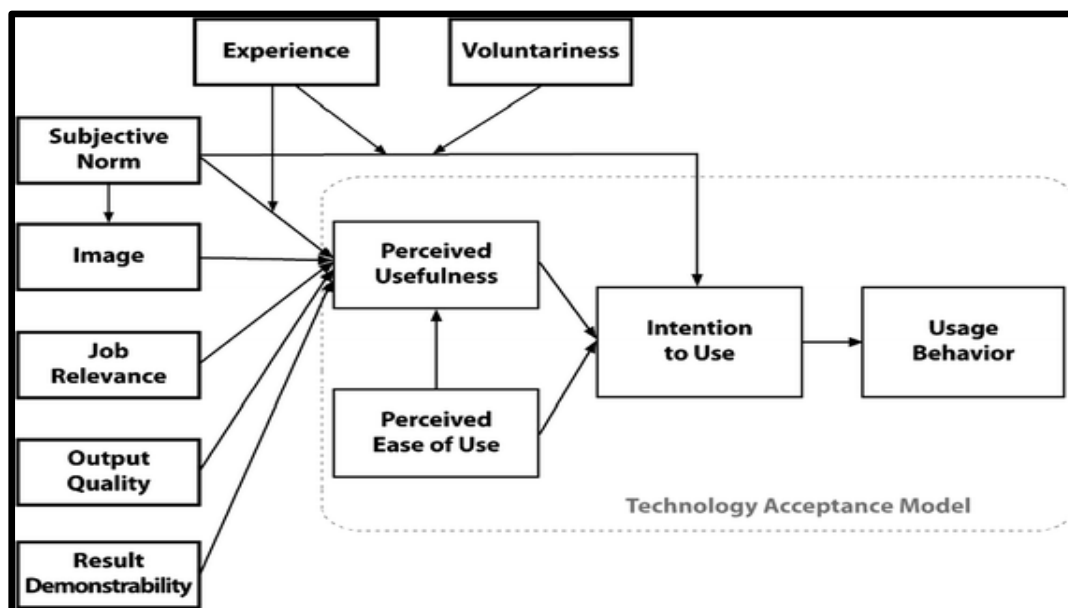 Experience
Voluntariness
Subjective
Norm
Image
Perceived
Usefulness
Job
Relevance
Intention
to Use
Usage
Behavior
Perceived
Ease of Use
Output
Quality
Technology Acceptance Model
Result
Demonstrability